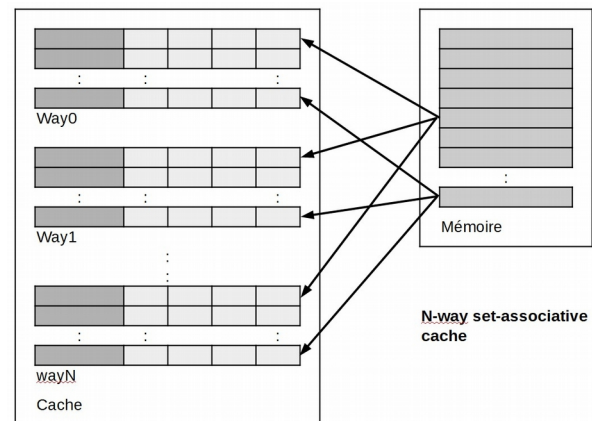 Way0
Way1
wayN
Cache
Mémoire
N-way set-associative
cache